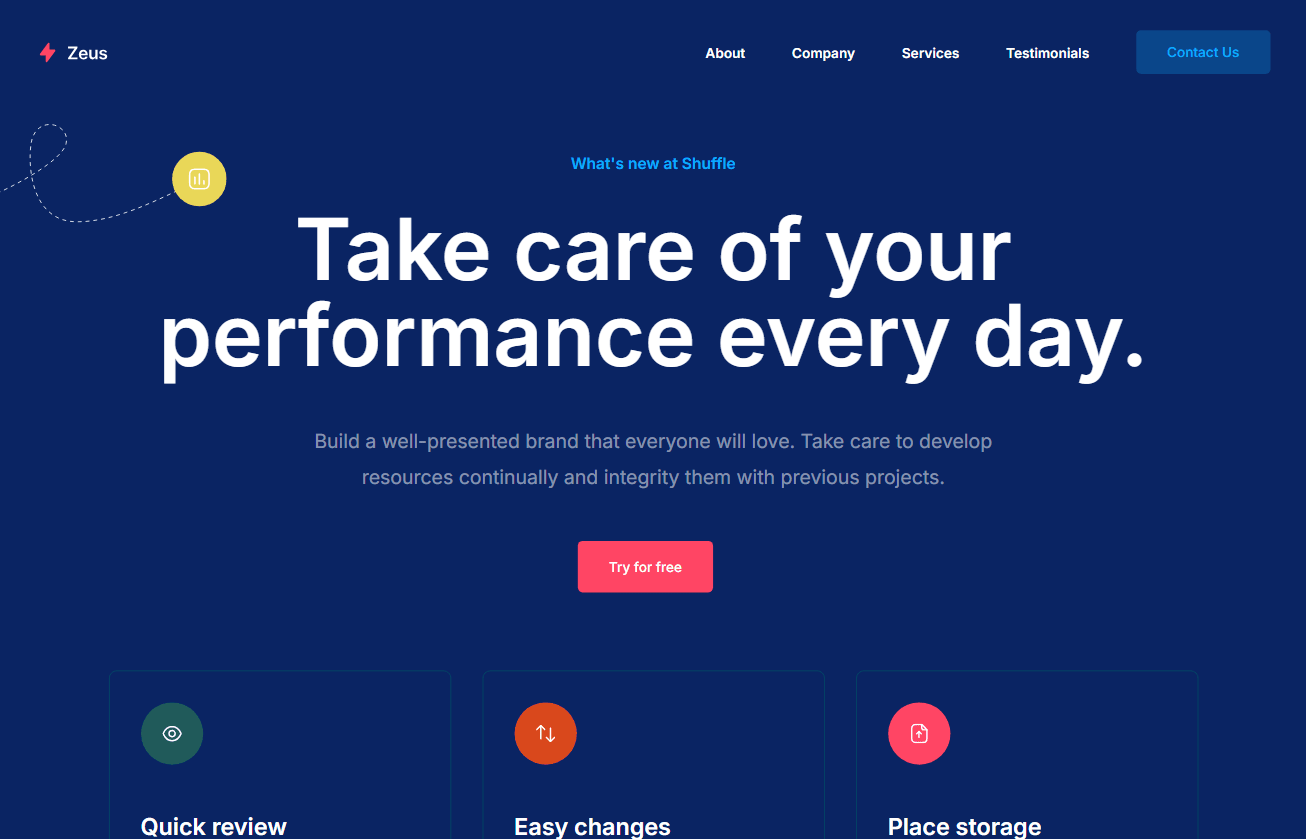 Zeus
About
Company
Services
Testimonials
Contact Us
What's new at Shuffle
Take care of your
performance every day.
Build a well-presented brand that everyone will love. Take care to develop
resources continually and integrity them with previous projects.
Try for free
Quick review
Easy changes
Place storage